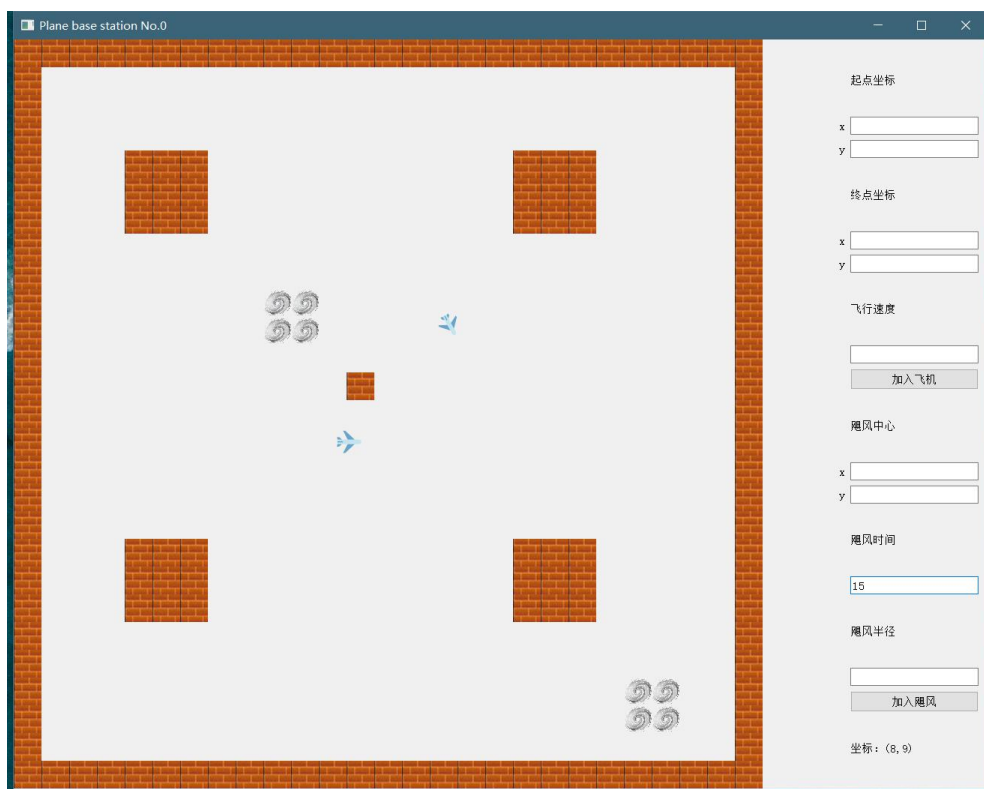 Plane base station No.0
起点坐标
x
y
终点坐标
x
y
飞行速度
加入飞机
飓风中心
x
y
飓风时间
15
飓风半径
加入飓风
坐标：(8,9)